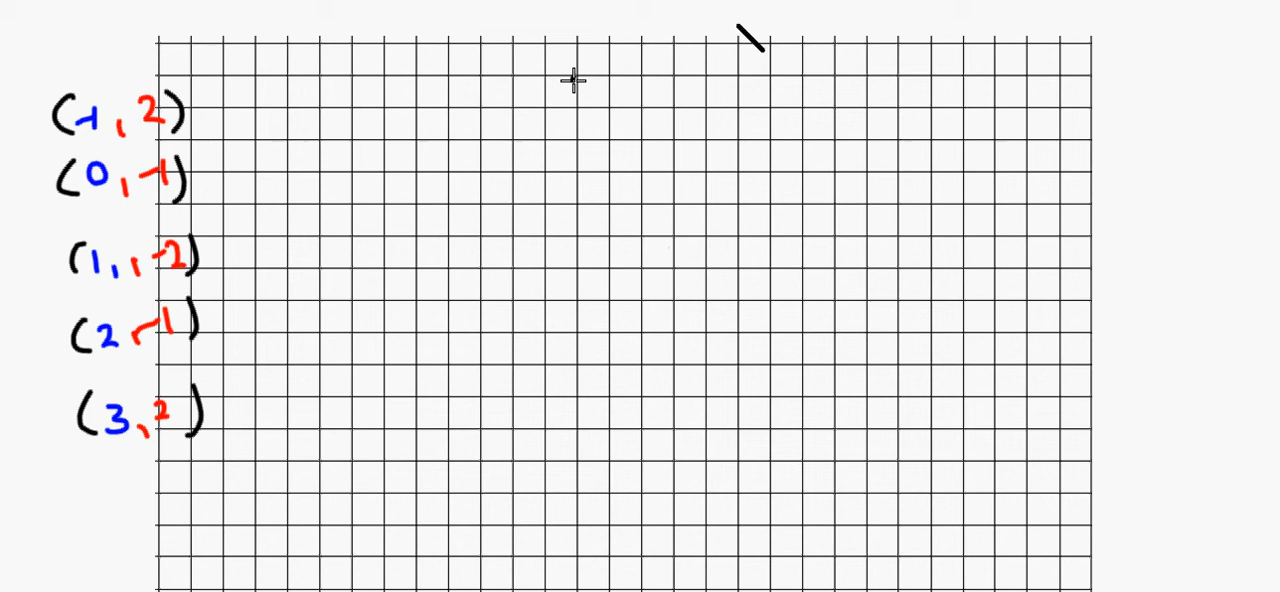 (-1, 2)
(0, -1)
(1, , -2)
(2, -1)
(3, 2)